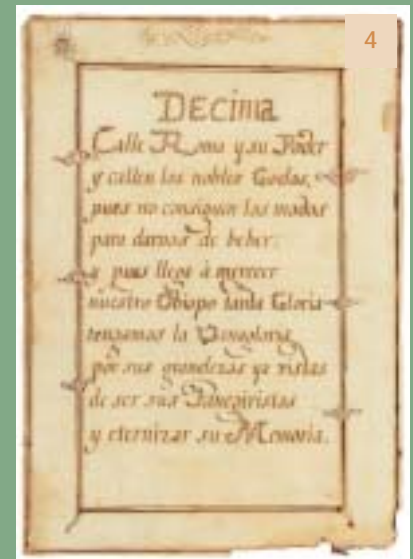 4
DECIMA
Calle Roma y su Poder
y callen los nobles Godos,
pues no consiguen los modos
para darnos de beber.
y pues llegó à merecer
nuestro Obispo tanta Gloria
tengamos la Vanagloria
por sus grandezas ya vistas
de ser sus Panegiristas
y eternizar su Memoria.